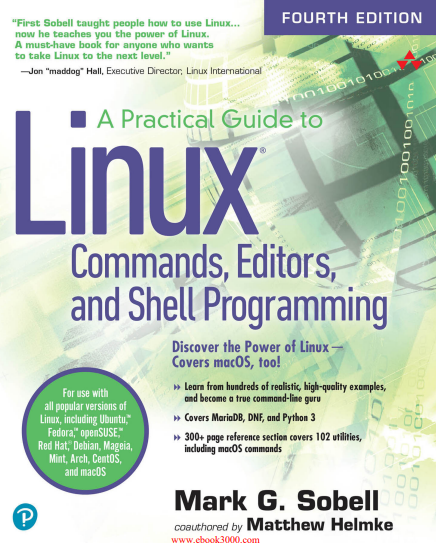 “First Sobell taught people how to use Linux...
now he teaches you the power of Linux.
A must-have book for anyone who wants
to take Linux to the next level.”
—Jon “maddog” Hall, Executive Director, Linux International
FOURTH EDITION
A Practical Guide to
Linux®
Commands, Editors,
and Shell Programming
Discover the Power of Linux—
Covers macOS, too!
Learn from hundreds of realistic, high-quality examples,
and become a true command-line guru
Covers MariaDB, DNF, and Python 3
300+ page reference section covers 102 utilities,
including macOS commands
For use with
all popular versions of
Linux, including Ubuntu,™
Fedora,™ openSUSE,™
Red Hat,® Debian, Mageia,
Mint, Arch, CentOS,
and macOS
Mark G. Sobell
coauthored by Matthew Helmke
www.ebook3000.com